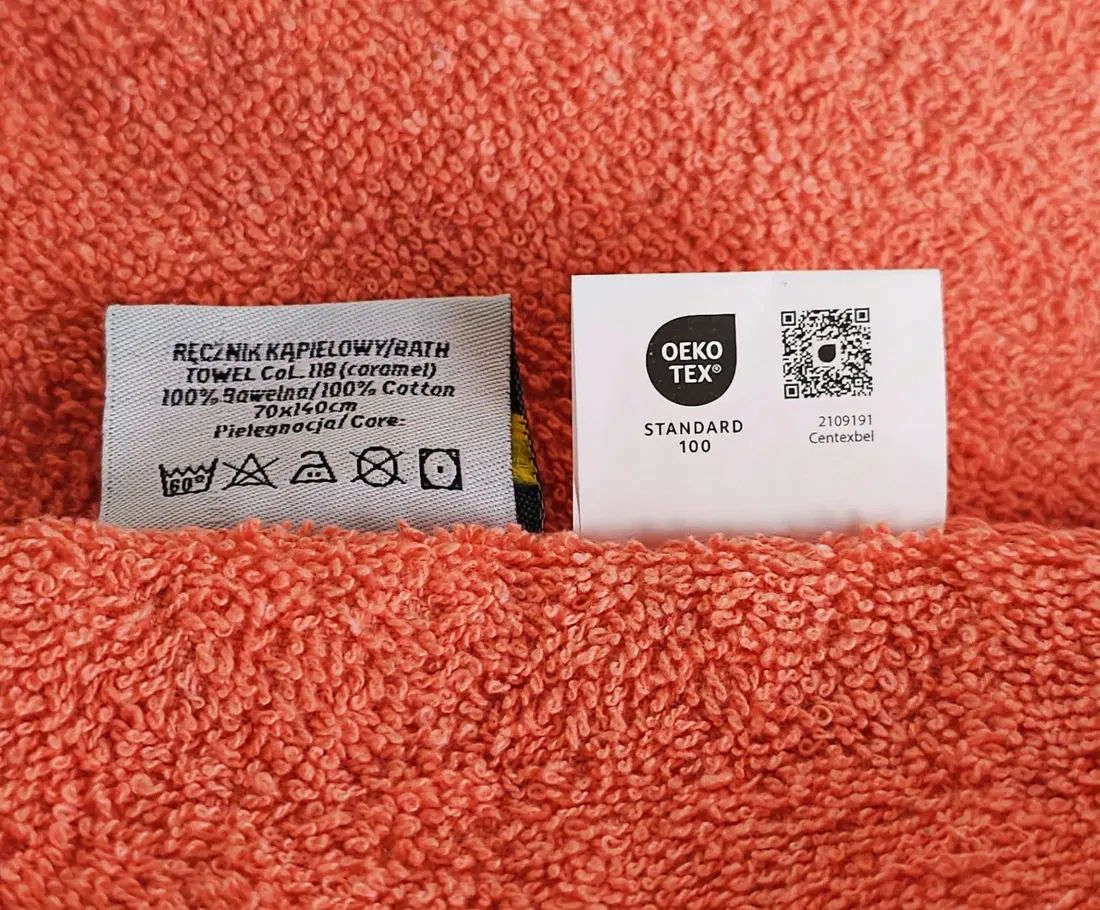 RĘCZNIK KĄPIELOWY/BATH
TOWEL CoL. 118 (caramel)
100% Bawełna/100% Cotton
70x140cm
Pielęgnacja/Care:
60°
OEKO
TEX®
STANDARD
100
2109191
Centexbel